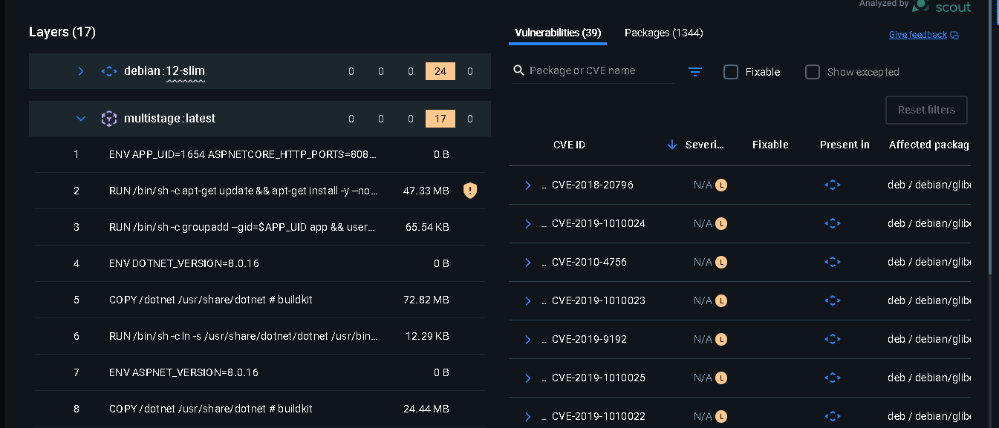 Analyzed by scout
Layers (17)
Vulnerabilities (39) Packages (1344)
Give feedback
debian:12-slim 0 0 0 24 0
Package or CVE name
Fixable
Show excepted
multistage:latest 0 0 0 17 0
Reset filters
1 ENV APP_UID=1654 ASPNETCORE_HTTP_PORTS=808... 0 B
2 RUN /bin/sh -c apt-get update && apt-get install -y --no... 47.33 MB
3 RUN /bin/sh -c groupadd --gid=$APP_UID app && user... 65.54 KB
4 ENV DOTNET_VERSION=8.0.16 0 B
5 COPY /dotnet /usr/share/dotnet # buildkit 72.82 MB
6 RUN /bin/sh -c ln -s /usr/share/dotnet/dotnet /usr/bin... 12.29 KB
7 ENV ASPNET_VERSION=8.0.16 0 B
8 COPY /dotnet /usr/share/dotnet # buildkit 24.44 MB
CVE ID Severi... Fixable Present in Affected packag
.. CVE-2018-20796 N/A L deb / debian/glib
.. CVE-2019-1010024 N/A L deb / debian/glib
.. CVE-2010-4756 N/A L deb / debian/glib
.. CVE-2019-1010023 N/A L deb / debian/glib
.. CVE-2019-9192 N/A L deb / debian/glib
.. CVE-2019-1010025 N/A L deb / debian/glib
.. CVE-2019-1010022 N/A L deb / debian/glib